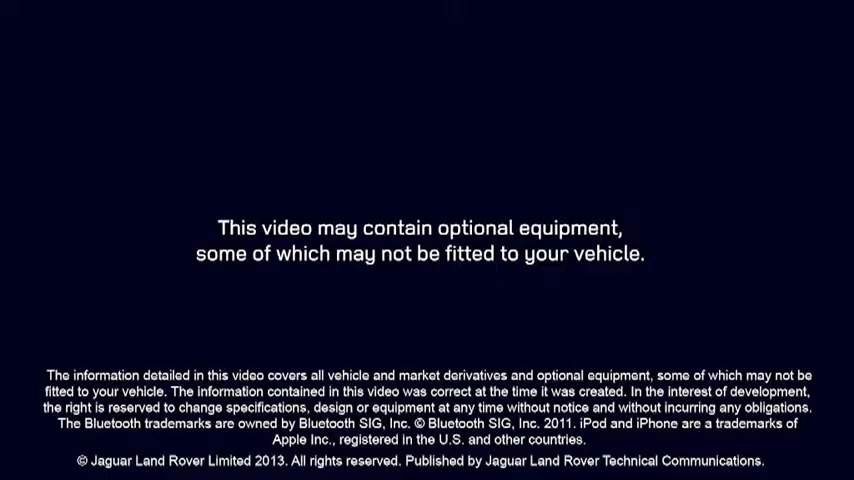 This video may contain optional equipment,
some of which may not be fitted to your vehicle.
The information detailed in this video covers all vehicle and market derivatives and optional equipment, some of which may not be
fitted to your vehicle. The information contained in this video was correct at the time it was created. In the interest of development,
the right is reserved to change specifications, design or equipment at any time without notice and without incurring any obligations.
The Bluetooth trademarks are owned by Bluetooth SIG, Inc. © Bluetooth SIG, Inc. 2011. iPod and iPhone are a trademarks of
Apple Inc., registered in the U.S. and other countries.
© Jaguar Land Rover Limited 2013. All rights reserved. Published by Jaguar Land Rover Technical Communications.